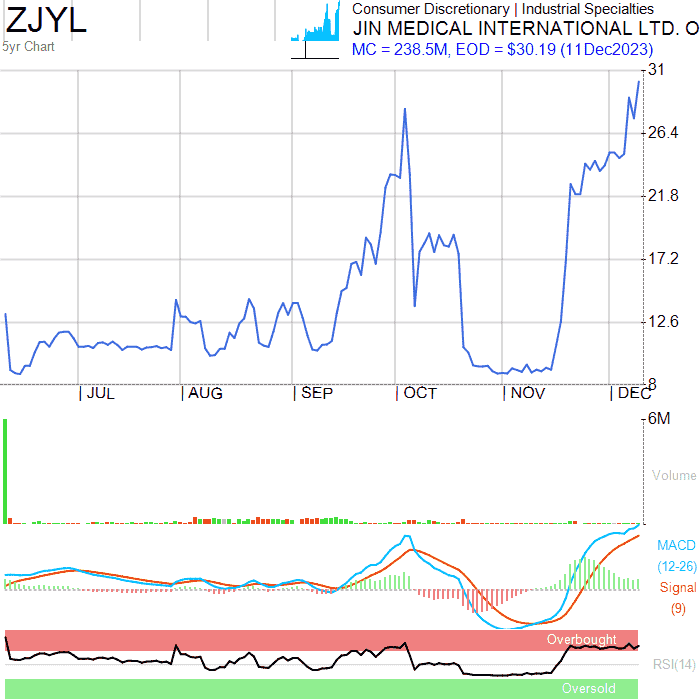 ZJYL
5yr Chart
Consumer Discretionary | Industrial Specialties
JIN MEDICAL INTERNATIONAL LTD. O
MC = 238.5M, EOD = $30.19 (11Dec2023)
31
26.4
21.8
17.2
12.6
8
JUL AUG SEP OCT NOV DEC
6M
Volume
MACD
(12-26)
Signal
(9)
Overbought
RSI(14)
Oversold